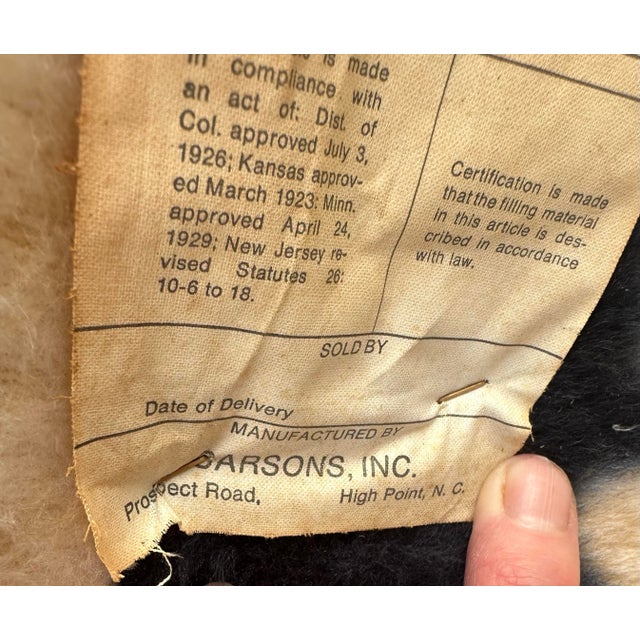 is made
in compliance with
an act of: Dist. of
Col. approved July 3,
1926; Kansas approv-
ed March 1923: Minn.
approved April 24,
1929; New Jersey re-
vised Statutes 26:
10-6 to 18.
Certification is made
that the filling material
in this article is des-
cribed in accordance
with law.
SOLD BY
Date of Delivery
MANUFACTURED BY
CARSONS, INC.
Prospect Road, High Point, N. C.